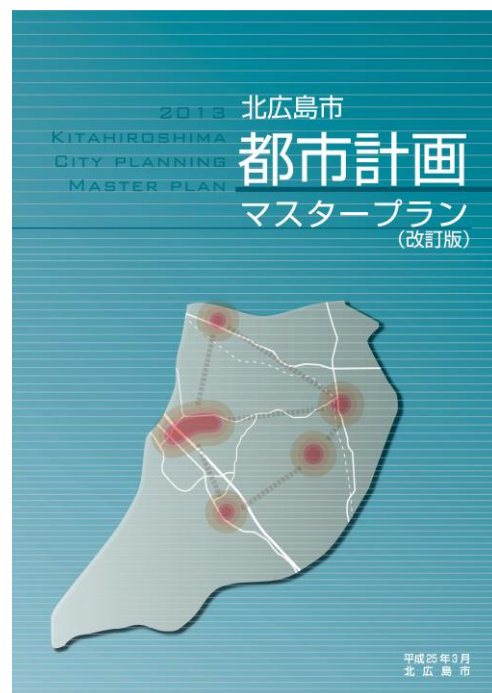 2013
KITAHIROSHIMA
CITY PLANNING
MASTER PLAN
北広島市
都市計画
マスタープラン
(改訂版)
平成25年3月
北広島市